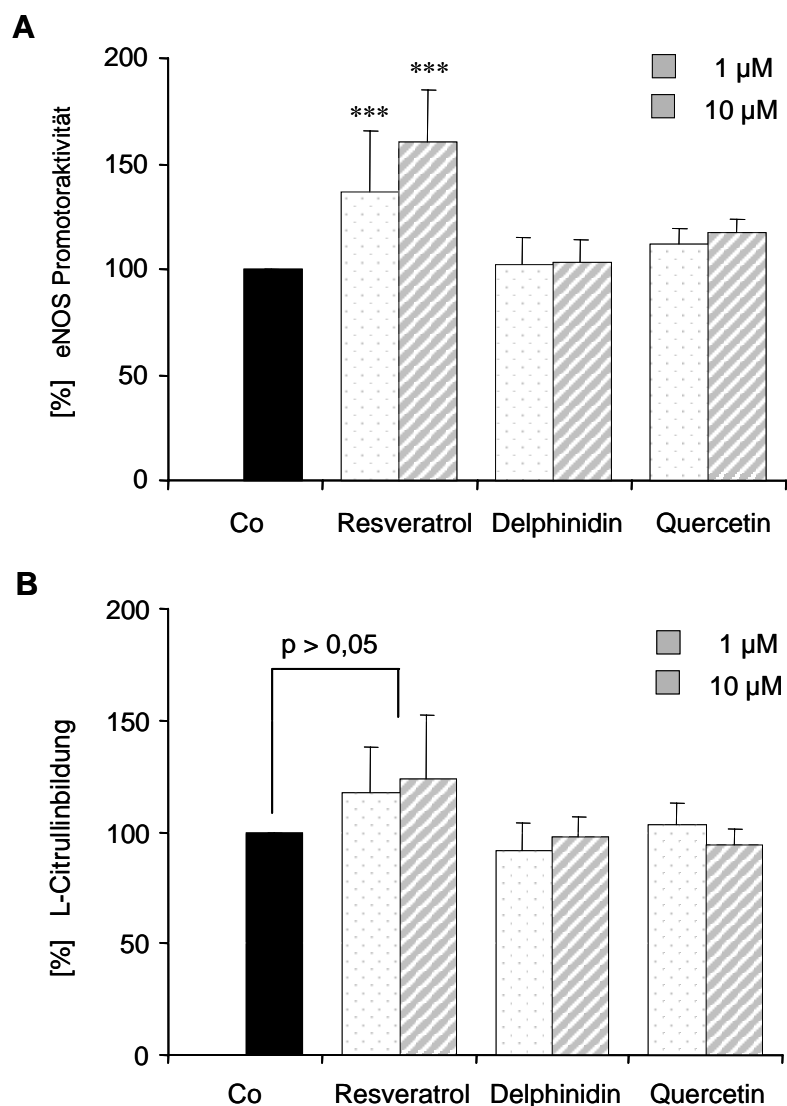 A
200
150
100
50
0
[%] eNOS Promotoraktivität
***
***
1 µM
10 µM
Co Resveratrol Delphinidin Quercetin
B
200
150
100
50
0
[%] L-Citrullinbildung
p > 0,05
1 µM
10 µM
Co Resveratrol Delphinidin Quercetin